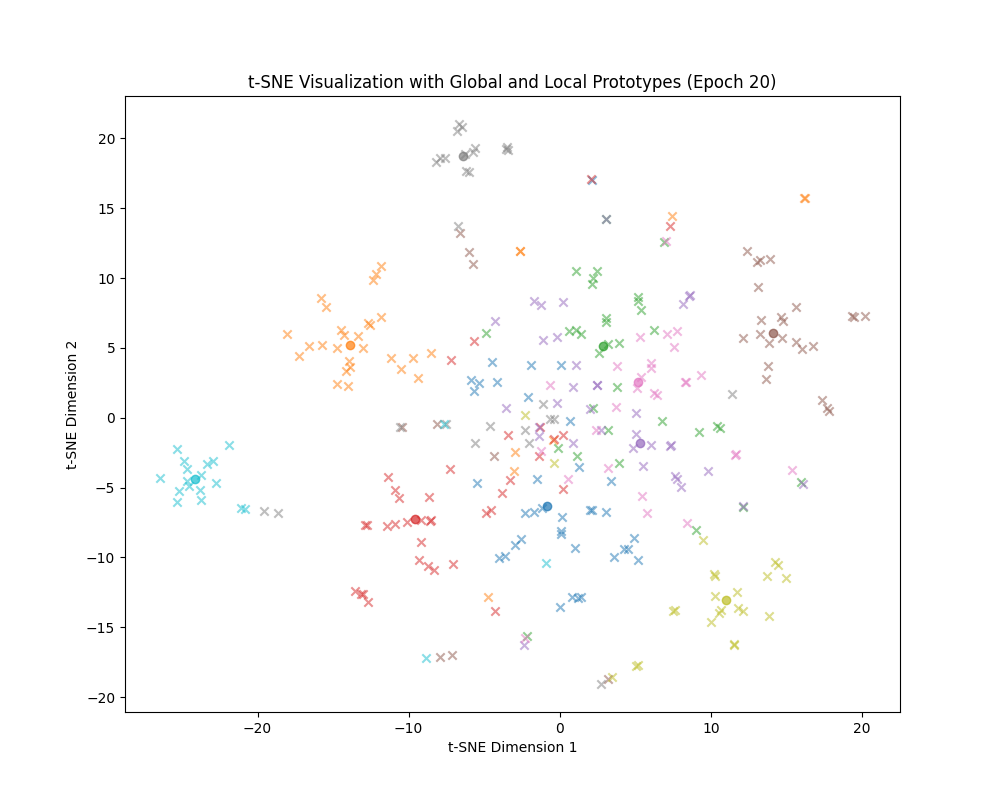 t-SNE Visualization with Global and Local Prototypes (Epoch 20)
20
15
10
5
0
−5
−10
−15
−20
t-SNE Dimension 2
−20 −10 0 10 20
t-SNE Dimension 1